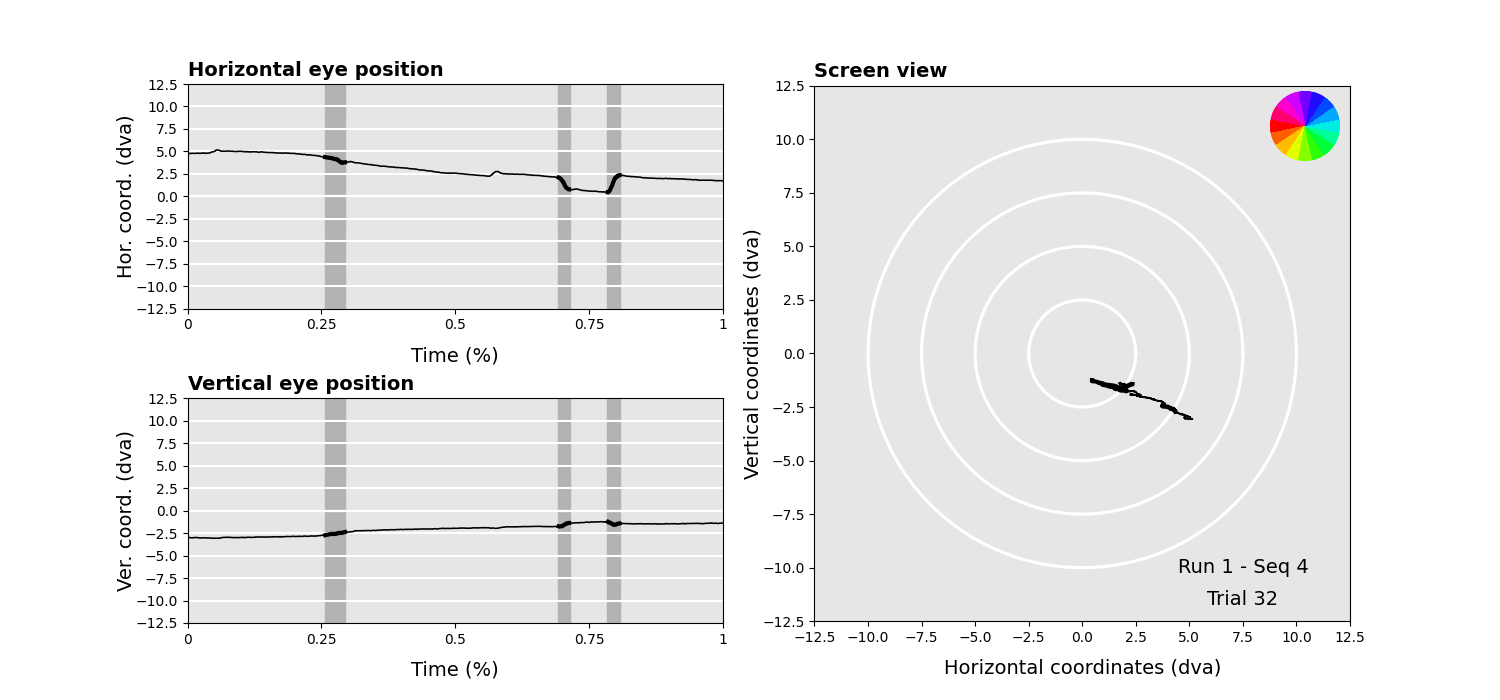 Horizontal eye position
12.5
10.0
7.5
5.0
2.5
0.0
−2.5
−5.0
−7.5
−10.0
−12.5
Hor. coord. (dva)
0 0.25 0.5 0.75 1
Time (%)
Vertical eye position
12.5
10.0
7.5
5.0
2.5
0.0
−2.5
−5.0
−7.5
−10.0
−12.5
Ver. coord. (dva)
0 0.25 0.5 0.75 1
Time (%)
Screen view
12.5
10.0
7.5
5.0
2.5
0.0
−2.5
−5.0
−7.5
−10.0
−12.5
Vertical coordinates (dva)
Run 1 - Seq 4
Trial 32
−12.5 −10.0 −7.5 −5.0 −2.5 0.0 2.5 5.0 7.5 10.0 12.5
Horizontal coordinates (dva)